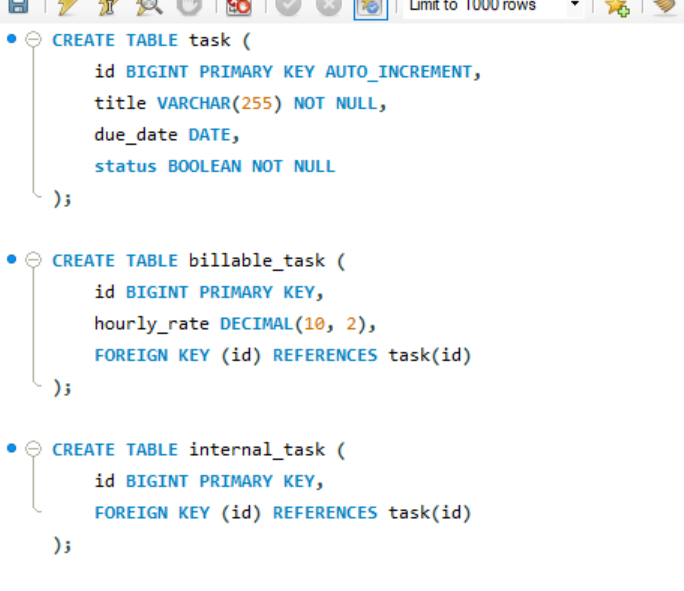 Limit to 1000 rows
CREATE TABLE task (
id BIGINT PRIMARY KEY AUTO_INCREMENT,
title VARCHAR(255) NOT NULL,
due_date DATE,
status BOOLEAN NOT NULL
);
CREATE TABLE billable_task (
id BIGINT PRIMARY KEY,
hourly_rate DECIMAL(10, 2),
FOREIGN KEY (id) REFERENCES task(id)
);
CREATE TABLE internal_task (
id BIGINT PRIMARY KEY,
FOREIGN KEY (id) REFERENCES task(id)
);